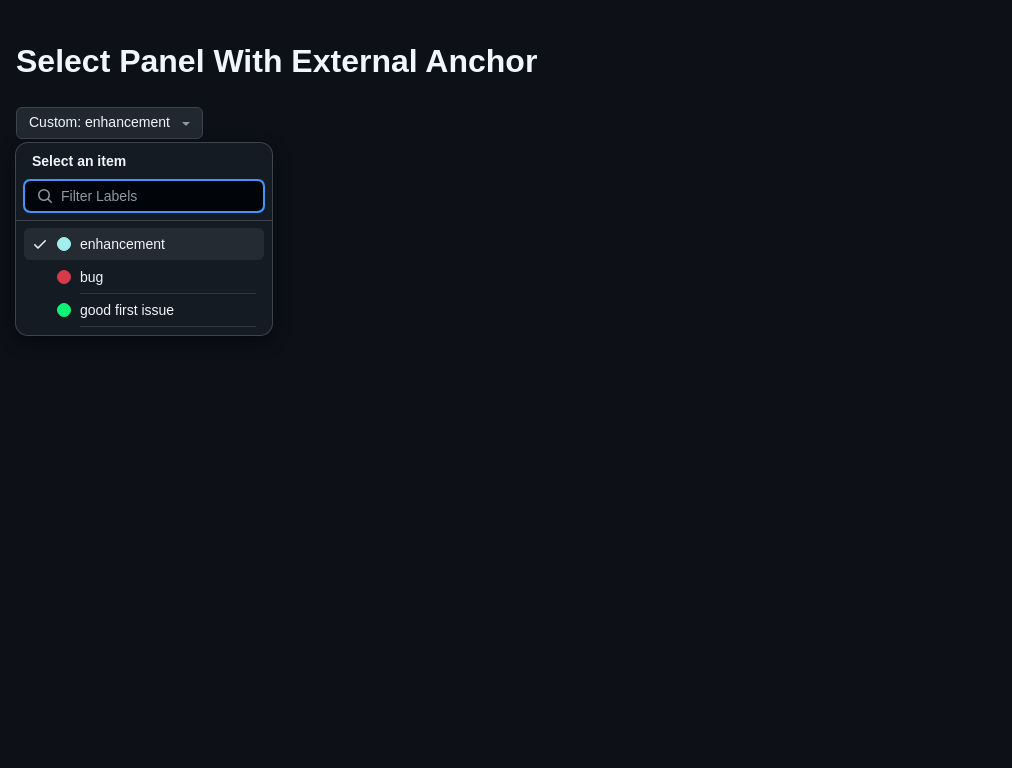 Select Panel With External Anchor
Custom: enhancement
Select an item
Filter Labels
enhancement
bug
good first issue